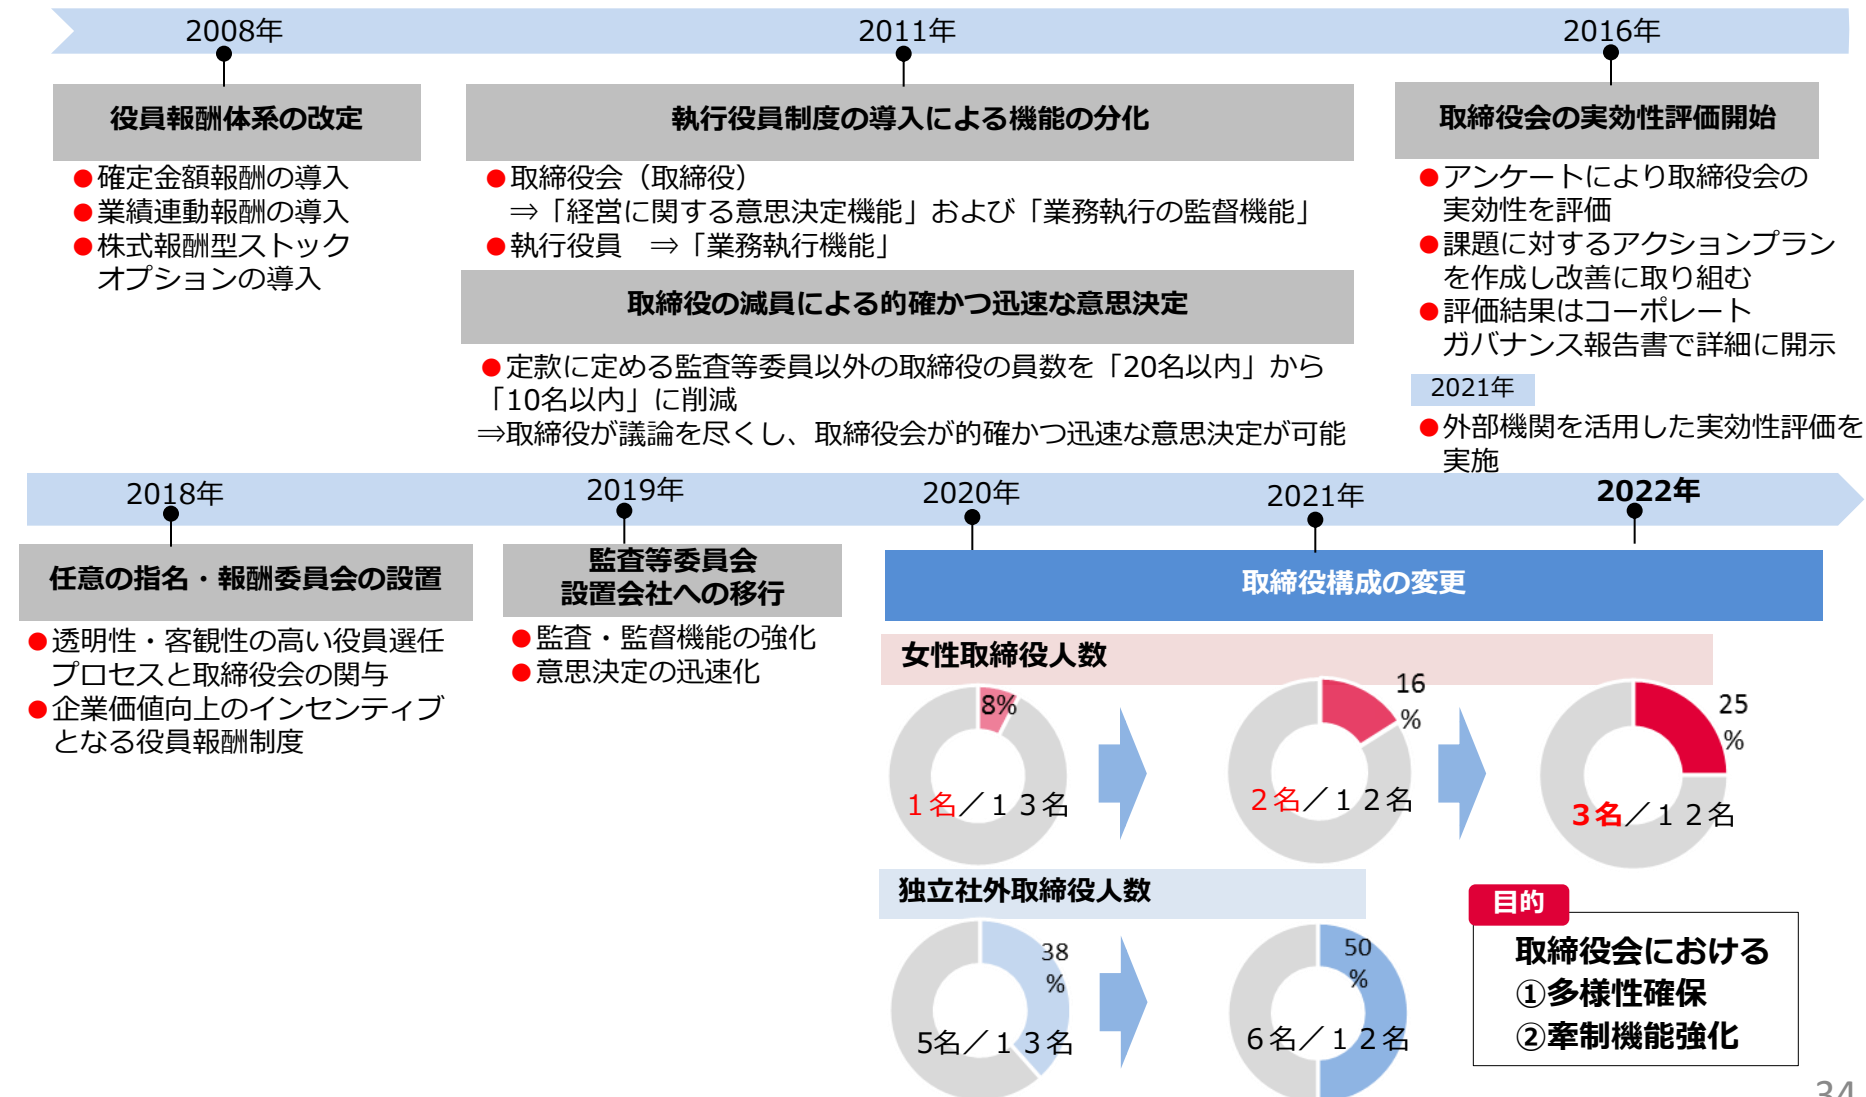 2008年
2011年
2016年
役員報酬体系の改定
●確定金額報酬の導入
●業績連動報酬の導入
●株式報酬型ストック
オプションの導入
執行役員制度の導入による機能の分化
●取締役会（取締役）
⇒「経営に関する意思決定機能」および「業務執行の監督機能」
●執行役員　⇒「業務執行機能」
取締役の減員による的確かつ迅速な意思決定
●定款に定める監査等委員以外の取締役の員数を「20名以内」から
「10名以内」に削減
⇒取締役が議論を尽くし、取締役会が的確かつ迅速な意思決定が可能
取締役会の実効性評価開始
●アンケートにより取締役会の
実効性を評価
●課題に対するアクションプラン
を作成し改善に取り組む
●評価結果はコーポレート
ガバナンス報告書で詳細に開示
2021年
●外部機関を活用した実効性評価を
実施
2018年
2019年
2020年
2021年
2022年
任意の指名・報酬委員会の設置
●透明性・客観性の高い役員選任
プロセスと取締役会の関与
●企業価値向上のインセンティブ
となる役員報酬制度
監査等委員会
設置会社への移行
●監査・監督機能の強化
●意思決定の迅速化
取締役構成の変更
女性取締役人数
8%
1名／13名
16
%
2名／12名
25
%
3名／12名
独立社外取締役人数
38
%
5名／13名
50
%
6名／12名
目的
取締役会における
①多様性確保
②牽制機能強化
34